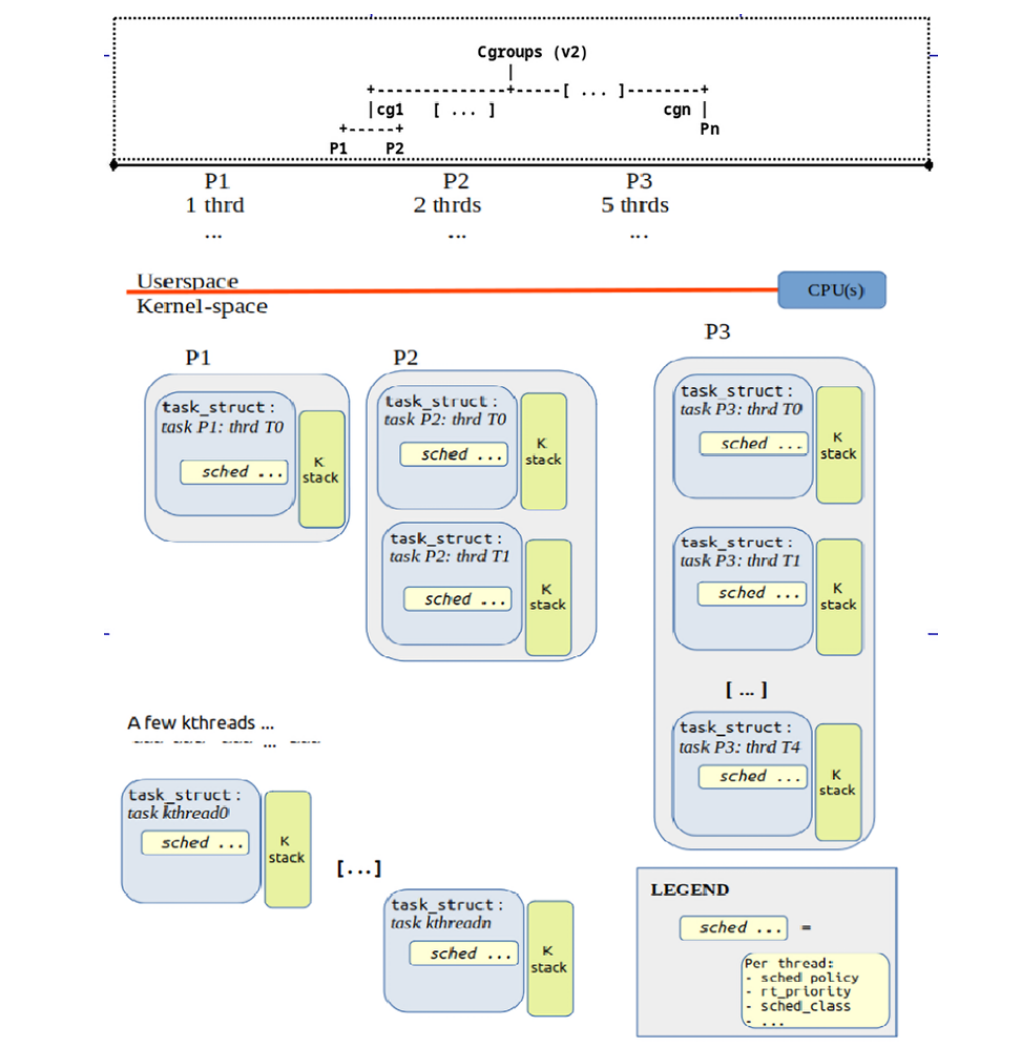 Cgroups (v2)
|
+--------------+-----[ ... ]--------+
|cg1 [ ... ] cgn |
+-----+ Pn
P1 P2
P1 P2 P3
1 thrd 2 thrds 5 thrds
... ... ...
Userspace
CPU(s)
Kernel-space
P1
task_struct:
task P1: thrd T0
sched ...
K
stack
P2
task_struct:
task P2: thrd T0
sched ...
K
stack
task_struct:
task P2: thrd T1
sched ...
K
stack
P3
task_struct:
task P3: thrd T0
sched ...
K
stack
task_struct:
task P3: thrd T1
sched ...
K
stack
[ ... ]
task_struct:
task P3: thrd T4
sched ...
K
stack
A few kthreads ...
...
task_struct:
task kthread0
sched ...
K
stack
[...]
task_struct:
task kthreadn
sched ...
K
stack
LEGEND
sched ... =
Per thread:
- sched_policy
- rt_priority
- sched_class
- ...